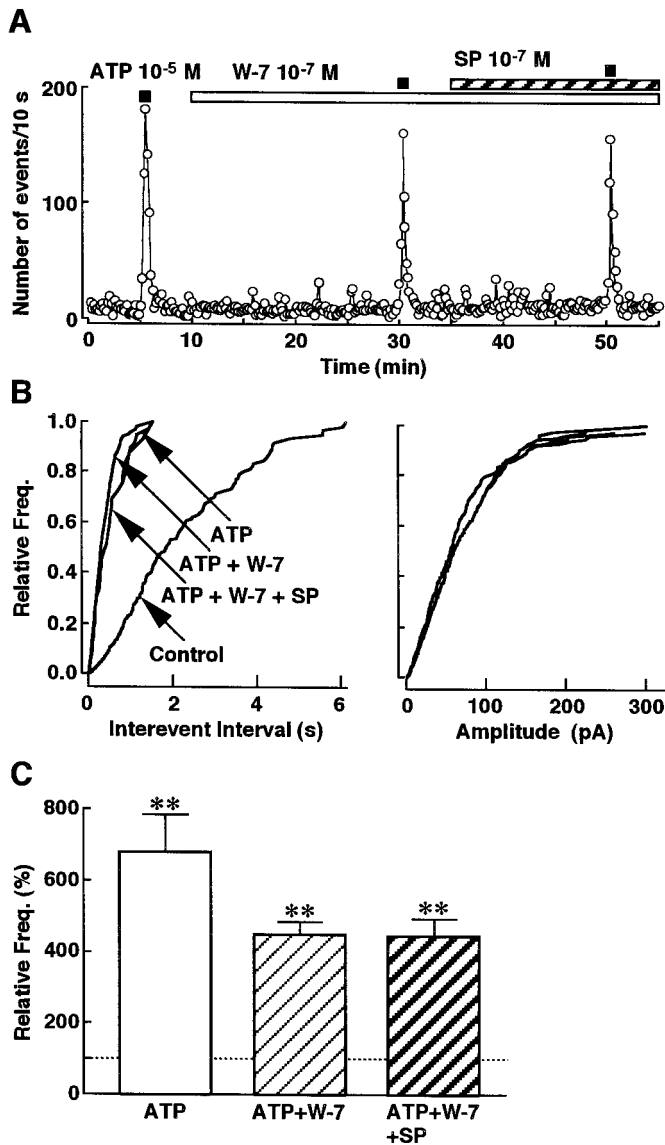 A
ATP 10-5 M
W-7 10-7 M
SP 10-7 M
Number of events/10 s
200
100
0
0 10 20 30 40 50
Time (min)
B
Relative Freq.
1.0
0.8
0.6
0.4
0.2
0.0
ATP
ATP + W-7
ATP + W-7 + SP
Control
0 2 4 6
Interevent Interval (s)
0 100 200 300
Amplitude (pA)
C
Relative Freq. (%)
800
600
400
200
0
**
**
**
ATP
ATP+W-7
ATP+W-7
+SP